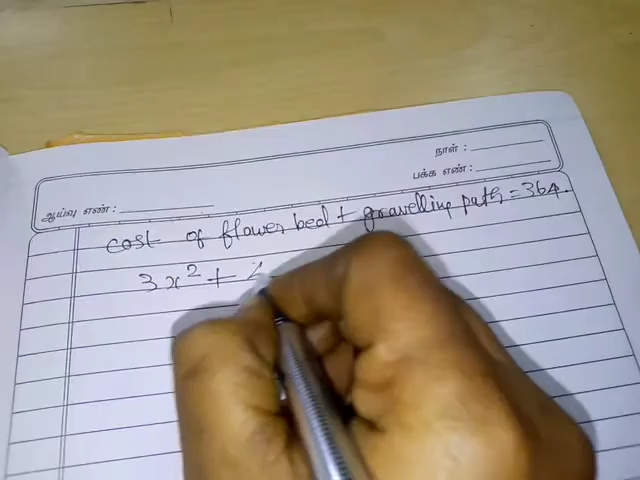 நாள் :
பக்க எண் :
ஆய்வு எண் :
cost of flower bed + gravelling path = 364.
3x² +